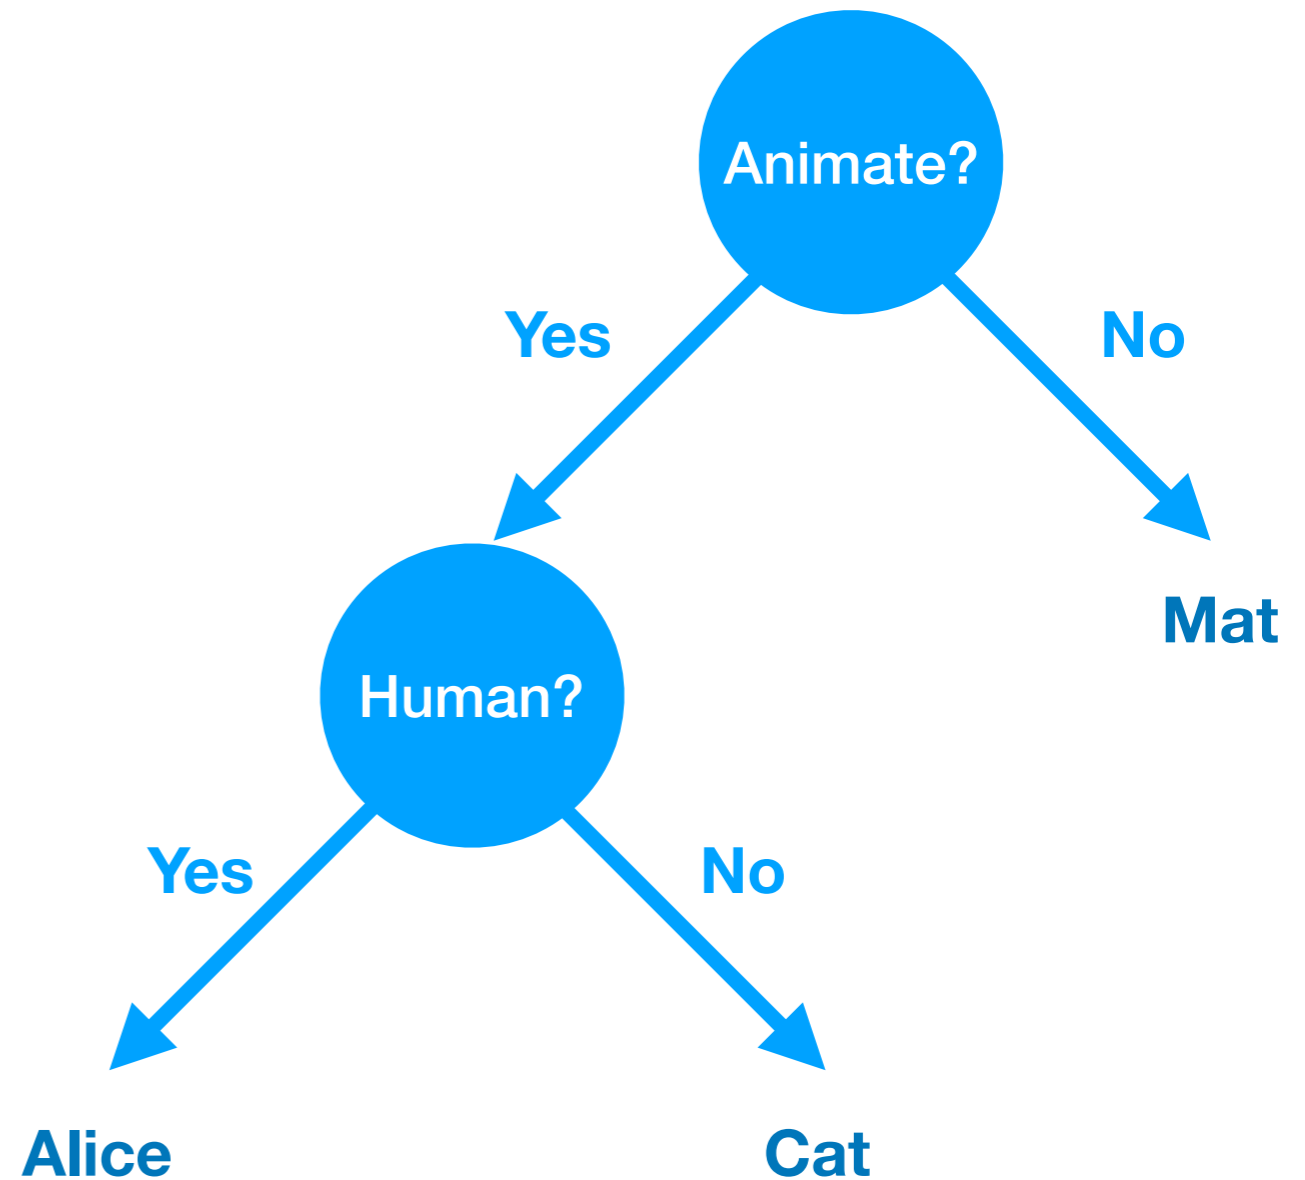 Animate?
Yes
No
Mat
Human?
Yes
No
Alice
Cat